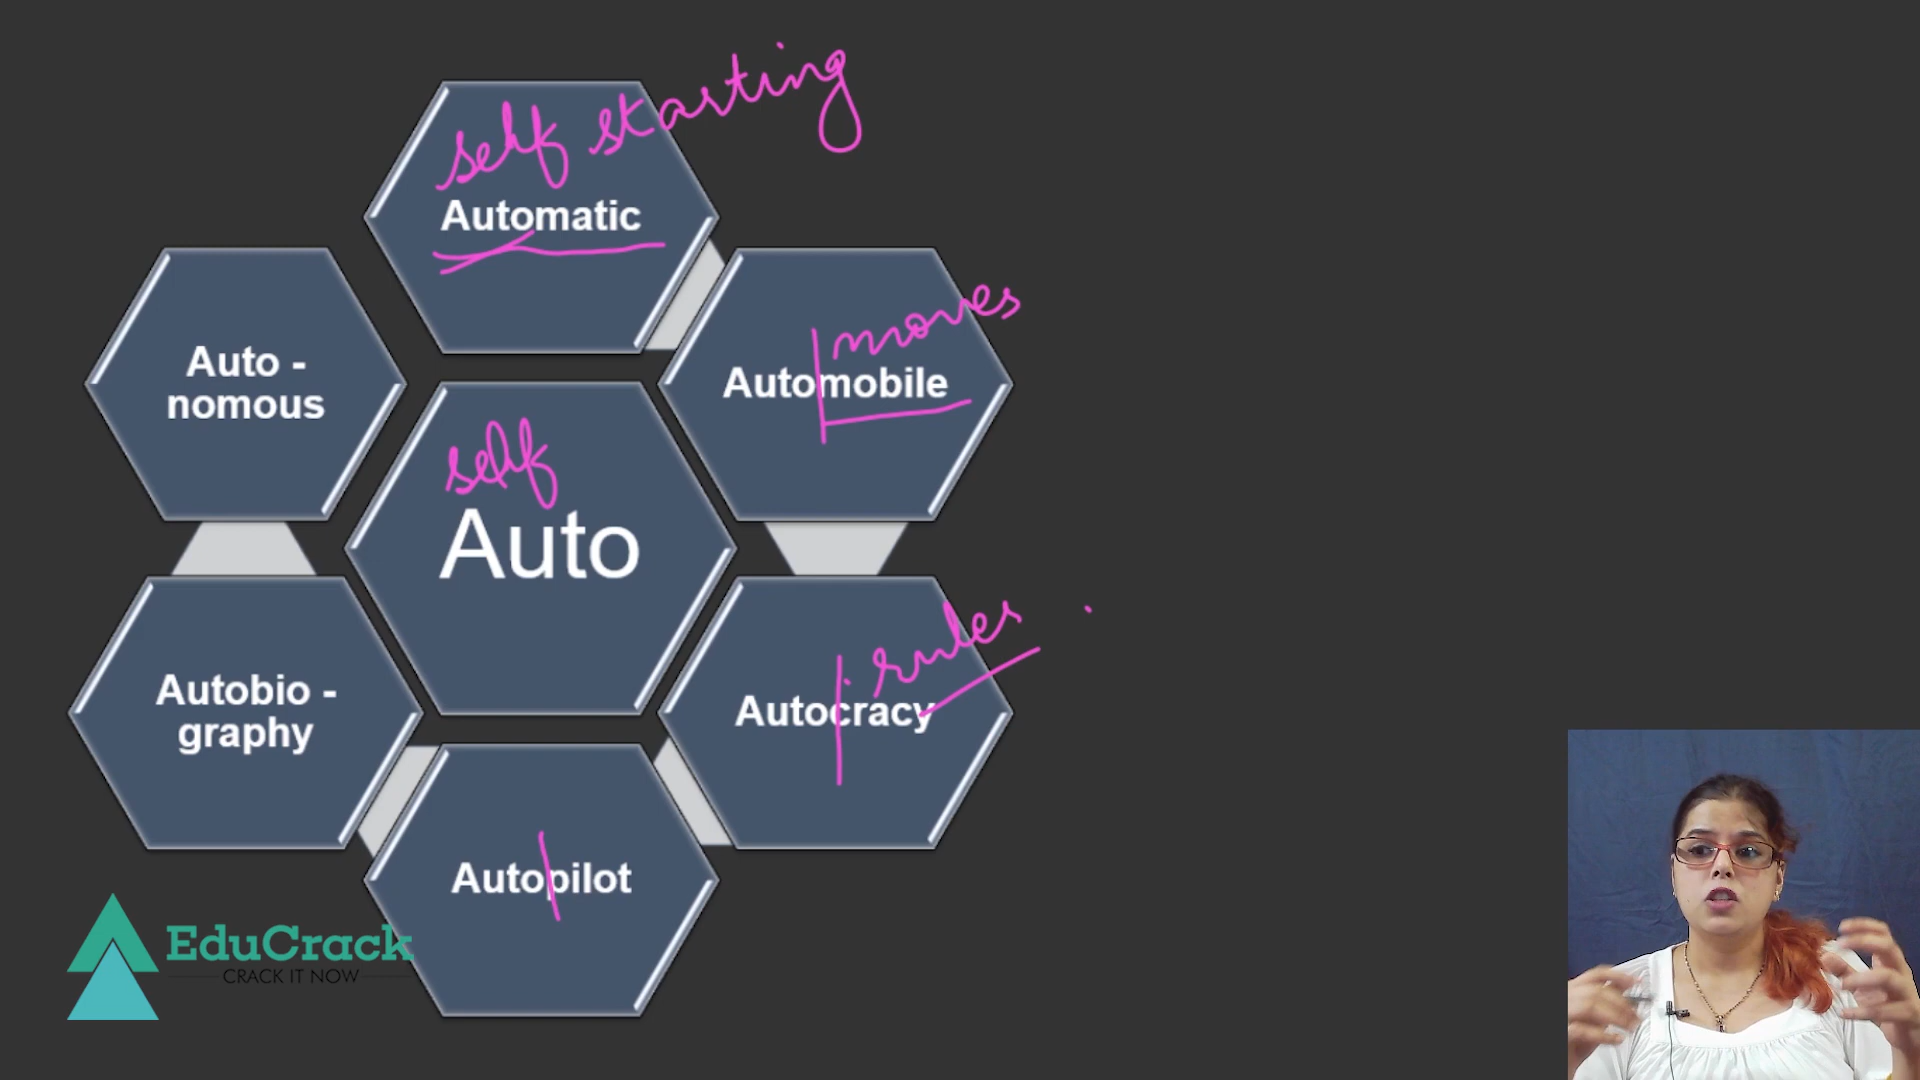 self starting
Automatic
Auto -
nomous
moves
Automobile
self
Auto
Autobio -
graphy
rules
Autocracy
Autopilot
EduCrack
CRACK IT NOW